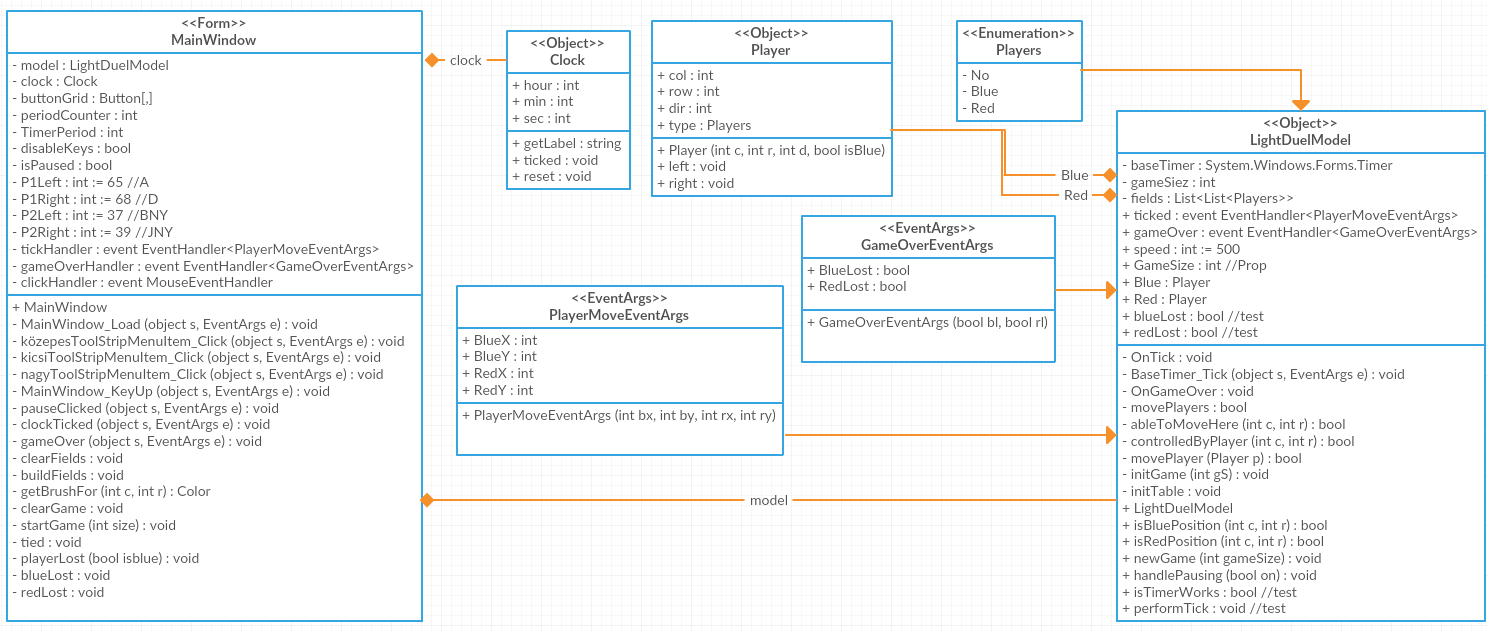 <<Form>>
MainWindow
- model : LightDuelModel
- clock : Clock
- buttonGrid : Button[,]
- periodCounter : int
- TimerPeriod : int
- disableKeys : bool
- isPaused : bool
- P1Left : int := 65 //A
- P1Right : int := 68 //D
- P2Left : int := 37 //BNY
- P2Right : int := 39 //JNY
- tickHandler : event EventHandler<PlayerMoveEventArgs>
- gameOverHandler : event EventHandler<GameOverEventArgs>
- clickHandler : event MouseEventHandler
+ MainWindow
- MainWindow_Load (object s, EventArgs e) : void
- közepesToolStripMenuItem_Click (object s, EventArgs e) : void
- kicsiToolStripMenuItem_Click (object s, EventArgs e) : void
- nagyToolStripMenuItem_Click (object s, EventArgs e) : void
- MainWindow_KeyUp (object s, EventArgs e) : void
- pauseClicked (object s, EventArgs e) : void
- clockTicked (object s, EventArgs e) : void
- gameOver (object s, EventArgs e) : void
- clearFields : void
- buildFields : void
- getBrushFor (int c, int r) : Color
- clearGame : void
- startGame (int size) : void
- tied : void
- playerLost (bool isblue) : void
- blueLost : void
- redLost : void
clock
<<Object>>
Clock
+ hour : int
+ min : int
+ sec : int
+ getLabel : string
+ ticked : void
+ reset : void
<<Object>>
Player
+ col : int
+ row : int
+ dir : int
+ type : Players
+ Player (int c, int r, int d, bool isBlue)
+ left : void
+ right : void
<<Enumeration>>
Players
- No
- Blue
- Red
Blue
Red
<<EventArgs>>
GameOverEventArgs
+ BlueLost : bool
+ RedLost : bool
+ GameOverEventArgs (bool bl, bool rl)
<<EventArgs>>
PlayerMoveEventArgs
+ BlueX : int
+ BlueY : int
+ RedX : int
+ RedY : int
+ PlayerMoveEventArgs (int bx, int by, int rx, int ry)
model
<<Object>>
LightDuelModel
- baseTimer : System.Windows.Forms.Timer
- gameSiez : int
- fields : List<List<Players>>
+ ticked : event EventHandler<PlayerMoveEventArgs>
+ gameOver : event EventHandler<GameOverEventArgs>
+ speed : int := 500
+ GameSize : int //Prop
+ Blue : Player
+ Red : Player
+ blueLost : bool //test
+ redLost : bool //test
- OnTick : void
- BaseTimer_Tick (object s, EventArgs e) : void
- OnGameOver : void
- movePlayers : bool
- ableToMoveHere (int c, int r) : bool
- controlledByPlayer (int c, int r) : bool
- movePlayer (Player p) : bool
- initGame (int gS) : void
- initTable : void
+ LightDuelModel
+ isBluePosition (int c, int r) : bool
+ isRedPosition (int c, int r) : bool
+ newGame (int gameSize) : void
+ handlePausing (bool on) : void
+ isTimerWorks : bool //test
+ performTick : void //test